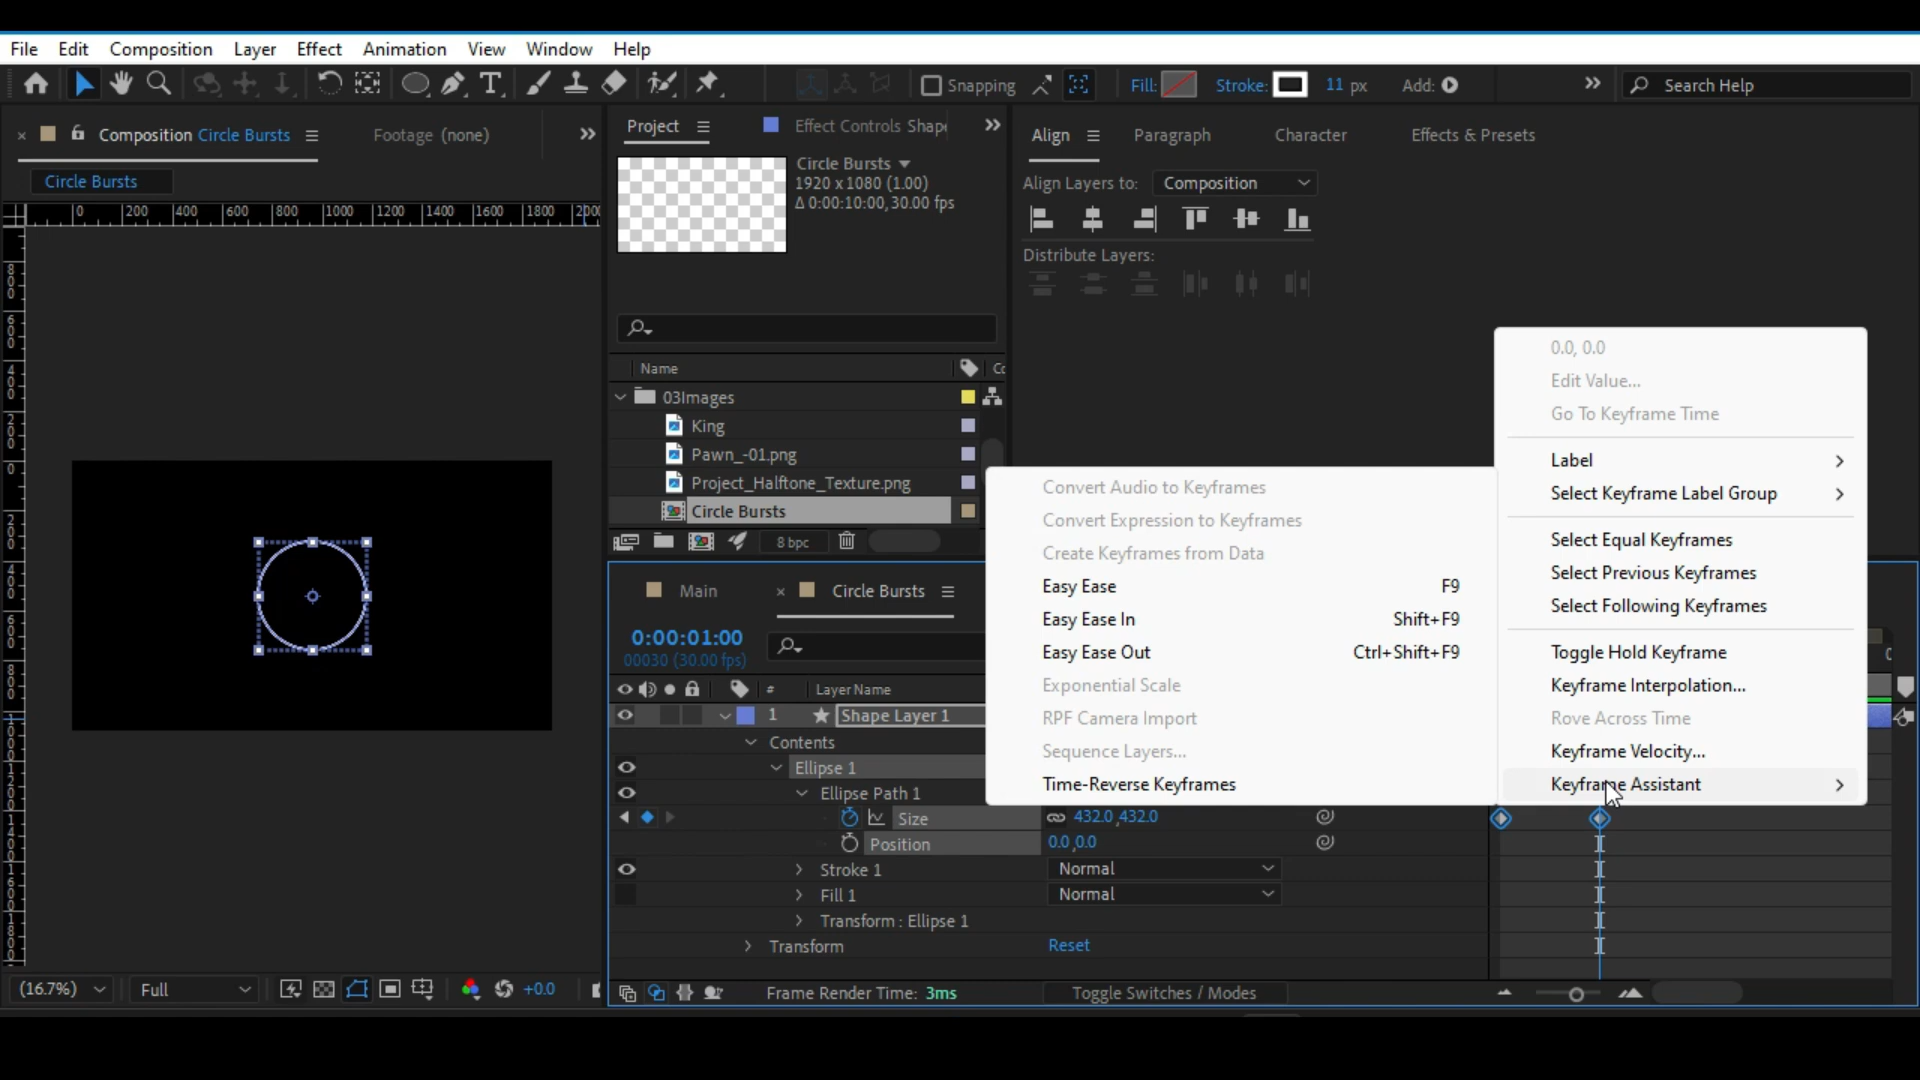 File Edit Composition Layer Effect Animation View Window Help
Snapping Fill: Stroke: 11 px Add: Search Help
Composition Circle Bursts Footage (none)
Circle Bursts
0 200 400 600 800 1000 1200 1400 1600 1800
Project Effect Controls Shap
Circle Bursts
1920 x 1080 (1.00)
Δ 0:00:10:00, 30.00 fps
Name
03Images
King
Pawn_-01.png
Project_Halftone_Texture.png
Circle Bursts
8 bpc
Align Paragraph Character Effects & Presets
Align Layers to: Composition
Distribute Layers:
0.0, 0.0
Edit Value...
Go To Keyframe Time
Label
Select Keyframe Label Group
Select Equal Keyframes
Select Previous Keyframes
Select Following Keyframes
Toggle Hold Keyframe
Keyframe Interpolation...
Rove Across Time
Keyframe Velocity...
Keyframe Assistant
Convert Audio to Keyframes
Convert Expression to Keyframes
Create Keyframes from Data
Easy Ease F9
Easy Ease In Shift+F9
Easy Ease Out Ctrl+Shift+F9
Exponential Scale
RPF Camera Import
Sequence Layers...
Time-Reverse Keyframes
Main Circle Bursts
0:00:01:00
00030 (30.00 fps)
# Layer Name
1 Shape Layer 1
Contents
Ellipse 1
Ellipse Path 1
Size 432.0,432.0
Position 0.0,0.0
Stroke 1 Normal
Fill 1 Normal
Transform : Ellipse 1
Transform Reset
(16.7%) Full +0.0
Frame Render Time: 3ms Toggle Switches / Modes